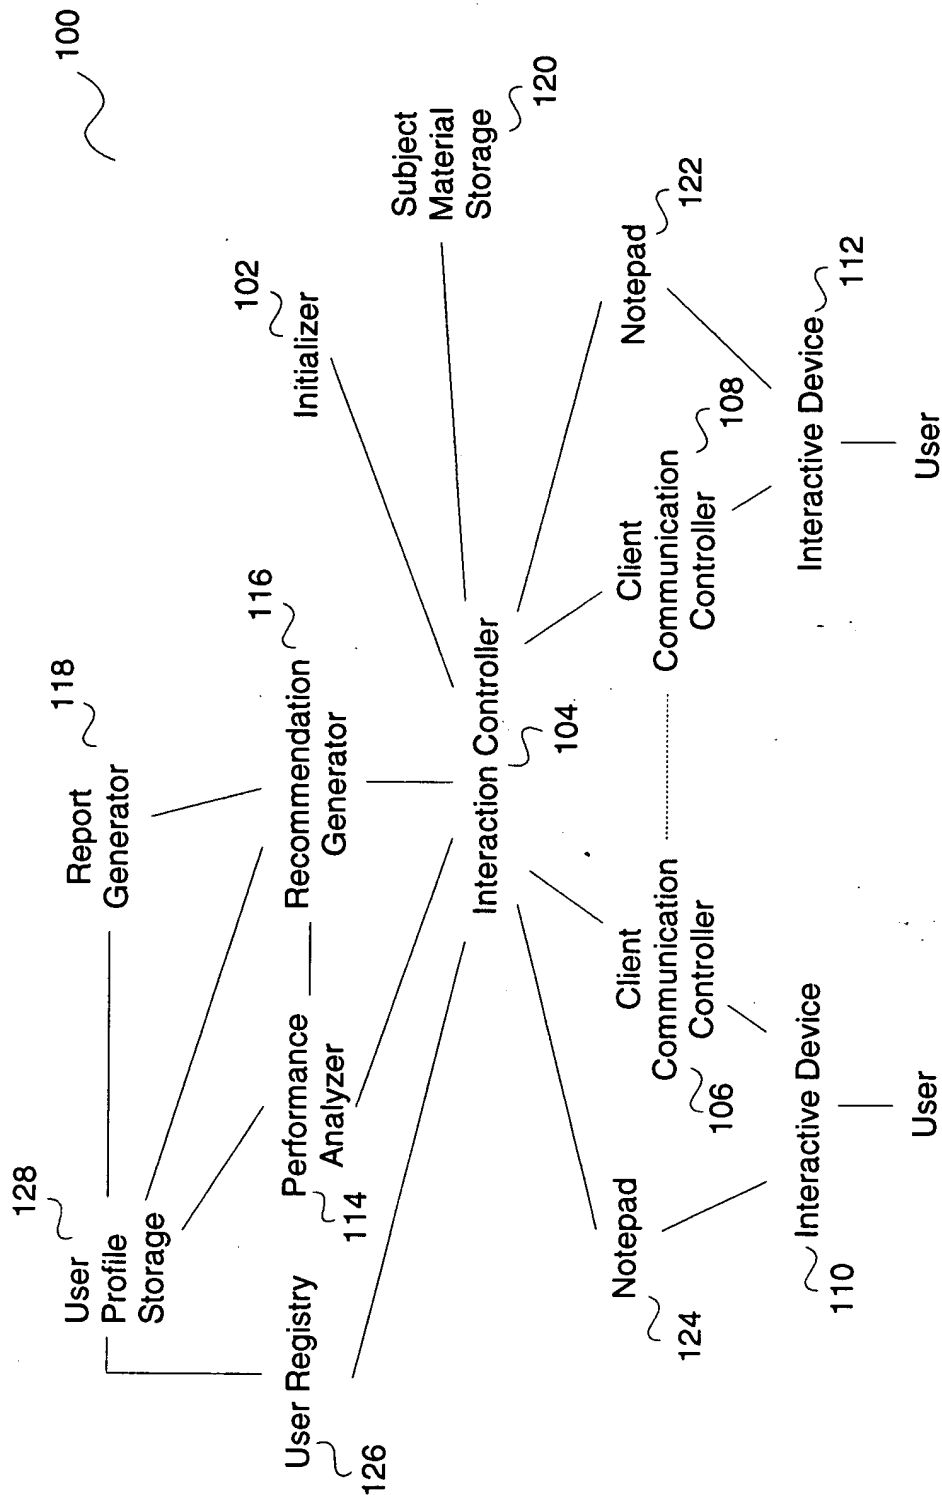 100
118
Report
Generator
128
User
Profile
Storage
116
Recommendation
Generator
102
Initializer
Performance
Analyzer
114
User Registry
126
Subject
Material
Storage
120
Interaction Controller
104
Notepad
124
Client
Communication
Controller
106
Client
Communication
Controller
108
Notepad
122
Interactive Device
110
Interactive Device
112
User
User